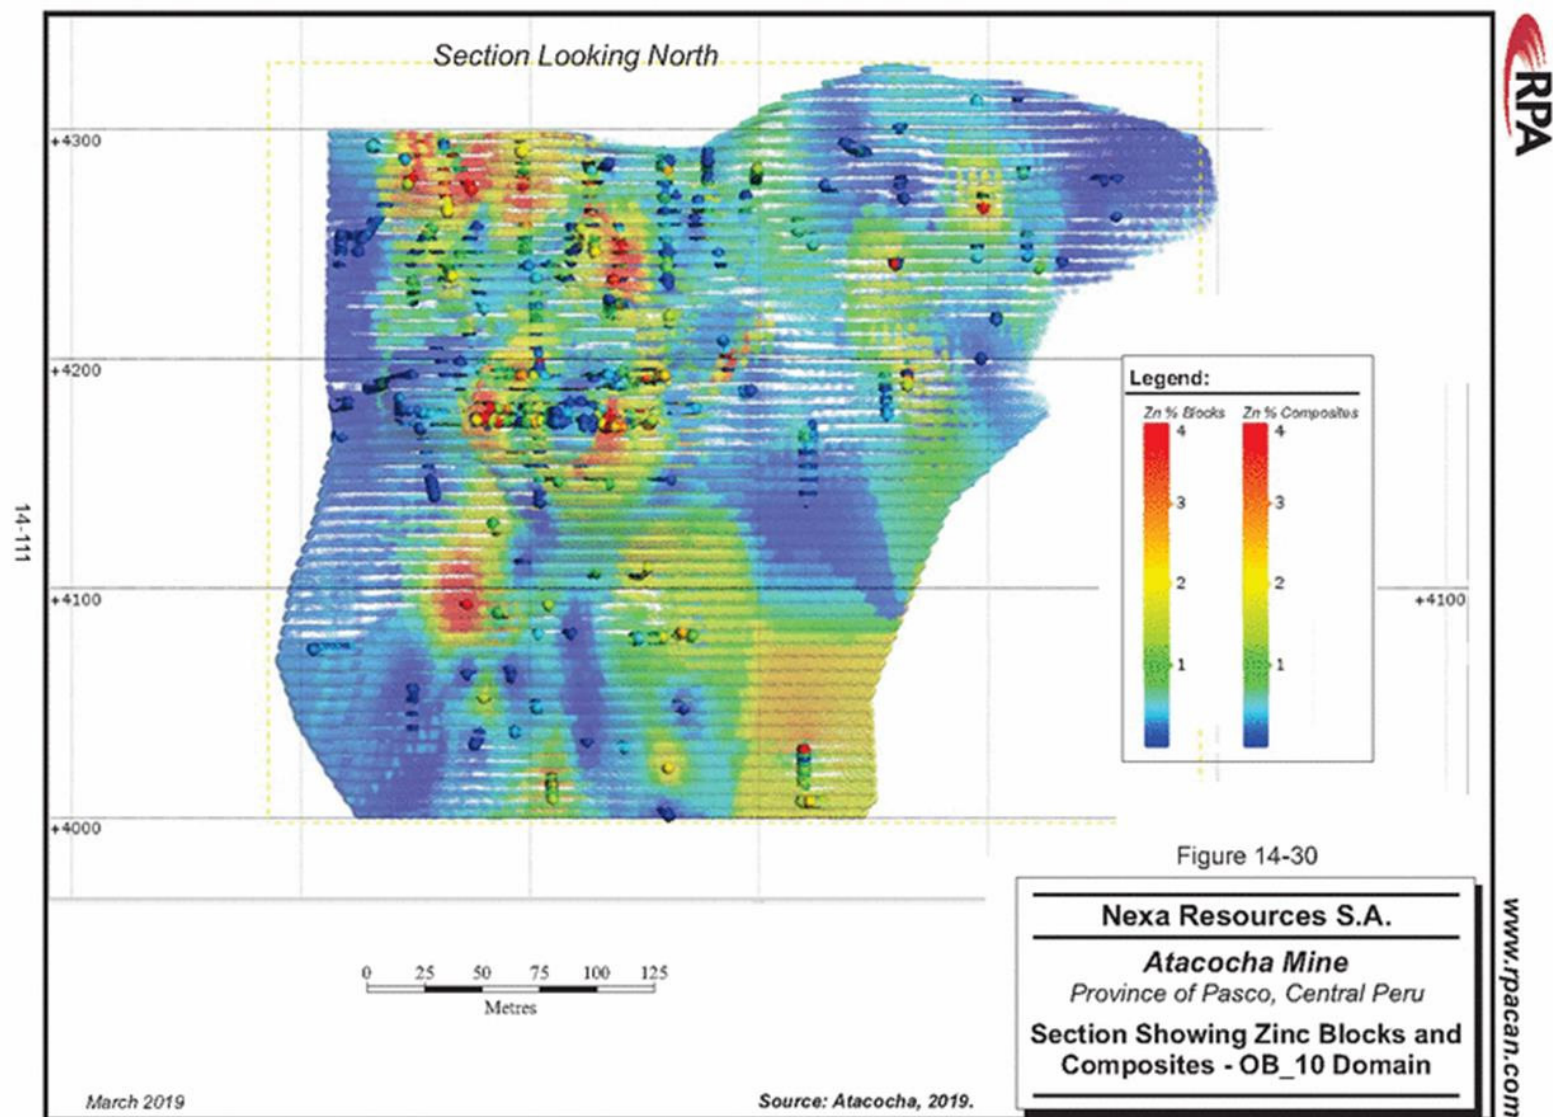 Section Looking North
RPA
+4300
+4200
+4100
+4000
+4100
Legend:
Zn % Blocks Zn % Composites
4 4
3 3
2 2
1 1
14-111
Figure 14-30
Nexa Resources S.A.
Atacocha Mine
Province of Pasco, Central Peru
Section Showing Zinc Blocks and
Composites - OB_10 Domain
0 25 50 75 100 125
Metres
March 2019
Source: Atacocha, 2019.
www.rpacan.com